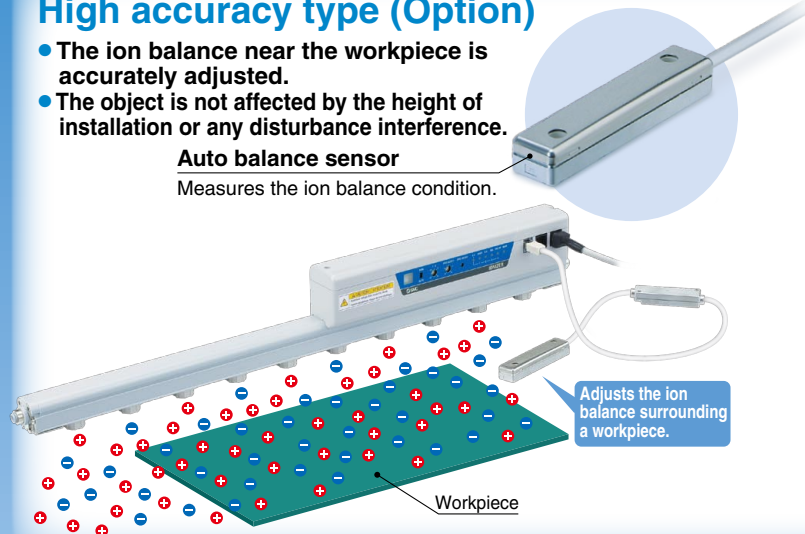 High accuracy type (Option)
• The ion balance near the workpiece is
accurately adjusted.
• The object is not affected by the height of
installation or any disturbance interference.
Auto balance sensor
Measures the ion balance condition.
Adjusts the ion
balance surrounding
a workpiece.
Workpiece